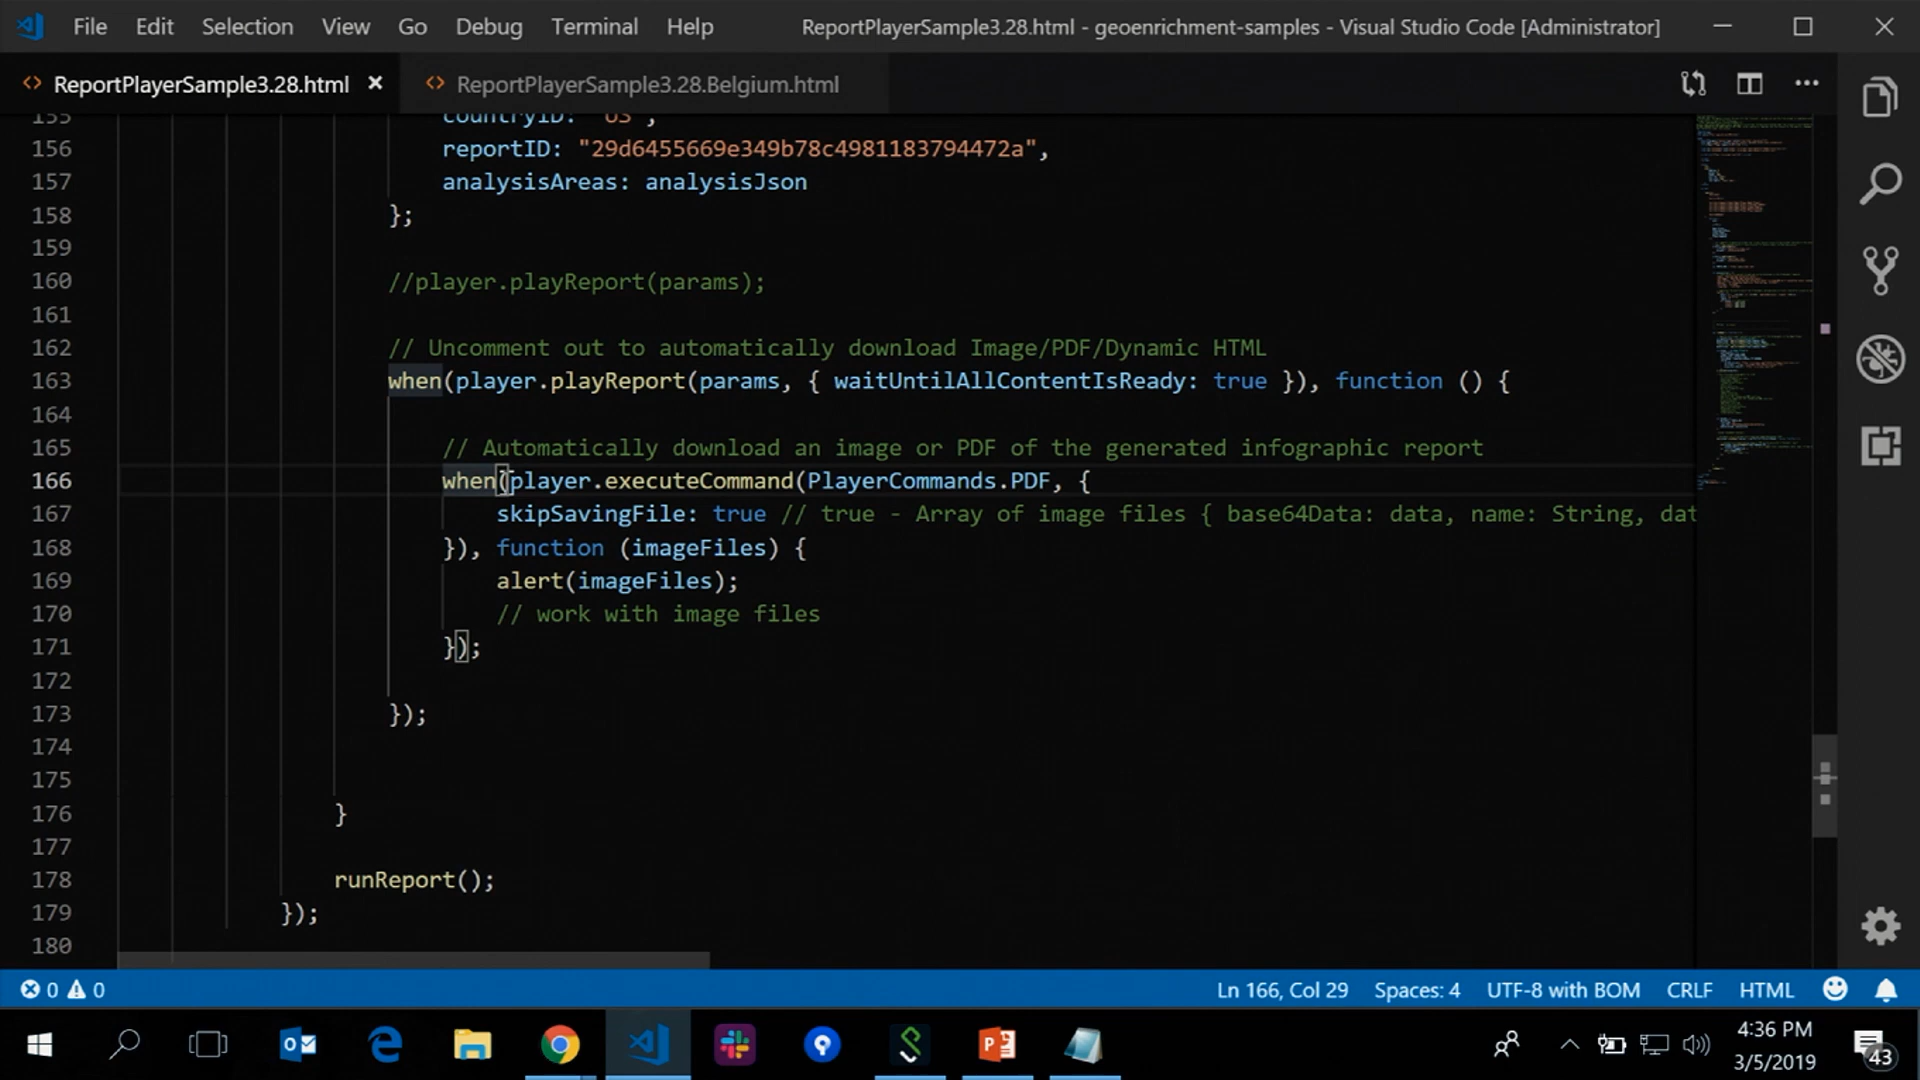 File Edit Selection View Go Debug Terminal Help ReportPlayerSample3.28.html - geoenrichment-samples - Visual Studio Code [Administrator]
ReportPlayerSample3.28.html ReportPlayerSample3.28.Belgium.html
155 countryID: "US",
156 reportID: "29d6455669e349b78c4981183794472a",
157 analysisAreas: analysisJson
158 };
159
160 //player.playReport(params);
161
162 // Uncomment out to automatically download Image/PDF/Dynamic HTML
163 when(player.playReport(params, { waitUntilAllContentIsReady: true }), function () {
164
165 // Automatically download an image or PDF of the generated infographic report
166 when(player.executeCommand(PlayerCommands.PDF, {
167 skipSavingFile: true // true - Array of image files { base64Data: data, name: String, dat
168 }), function (imageFiles) {
169 alert(imageFiles);
170 // work with image files
171 });
172
173 });
174
175
176 }
177
178 runReport();
179 });
180
0 0 Ln 166, Col 29 Spaces: 4 UTF-8 with BOM CRLF HTML
4:36 PM
3/5/2019
43